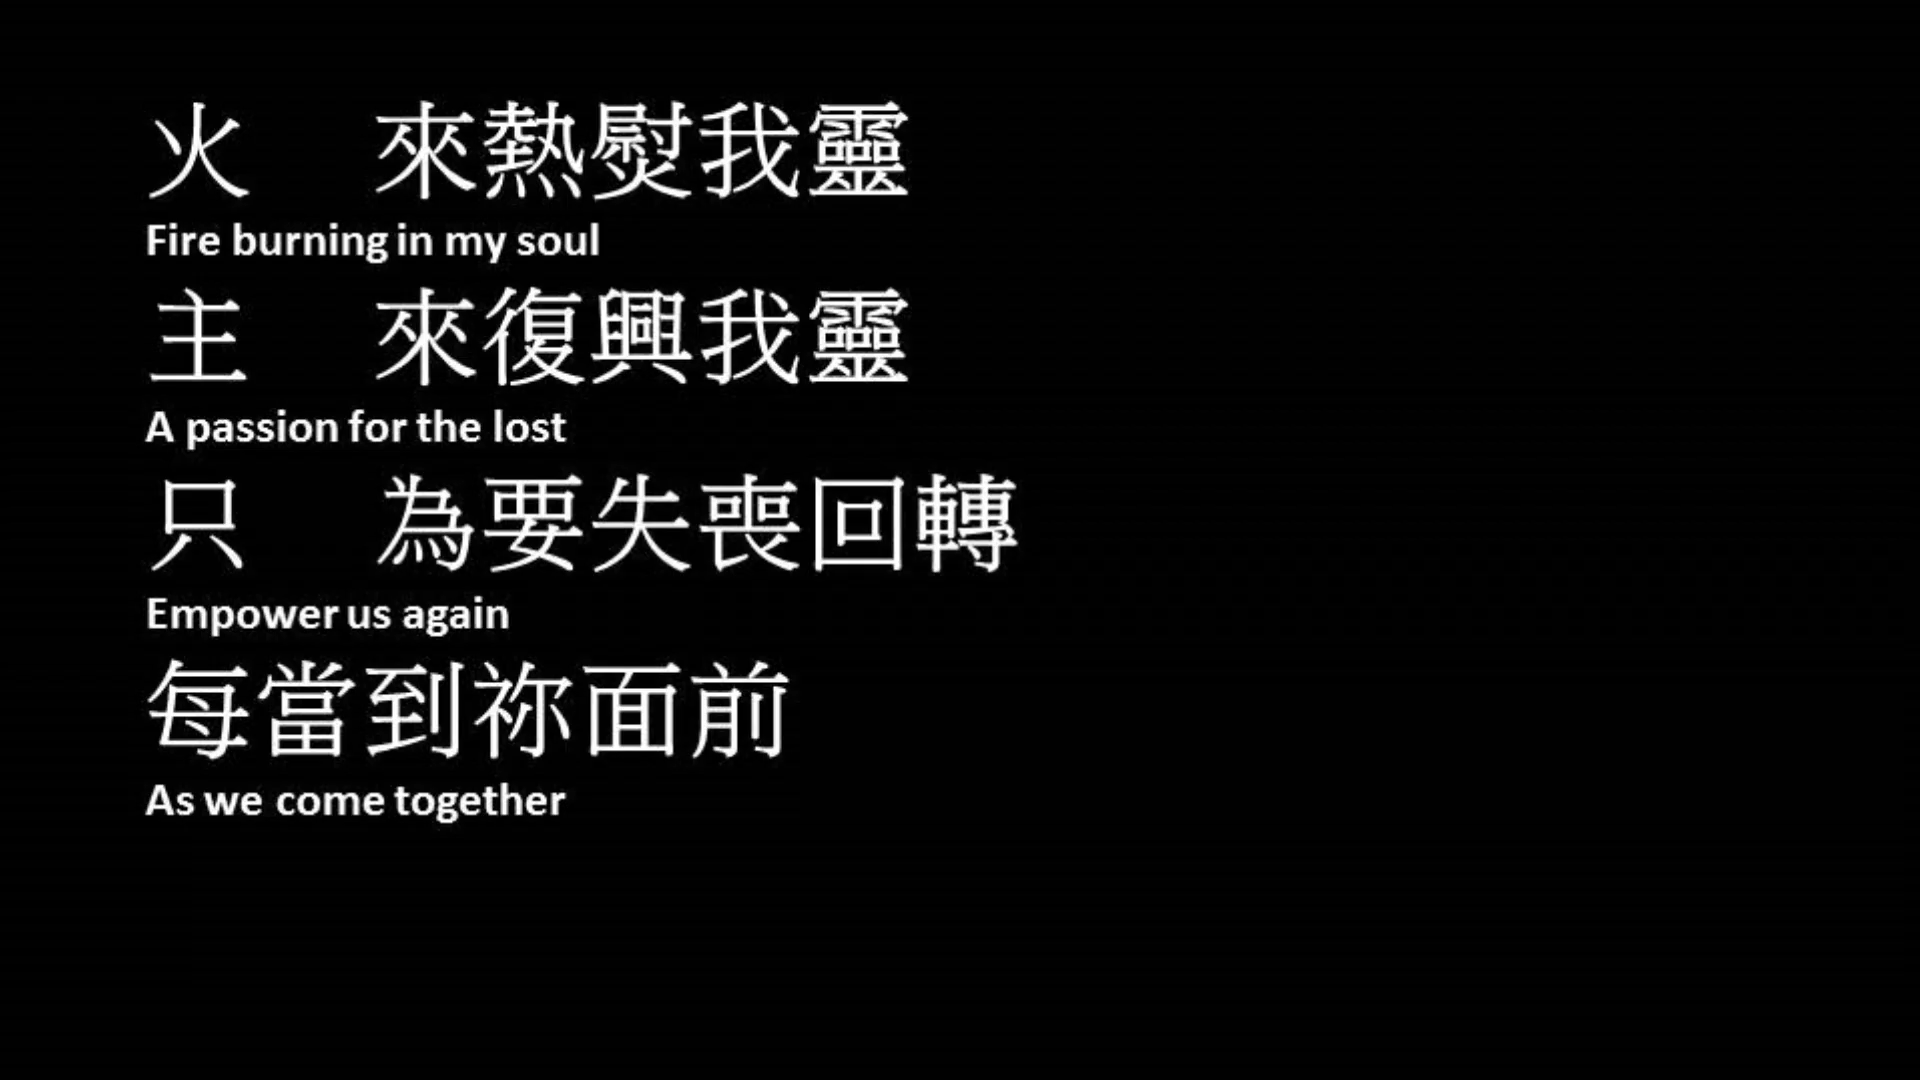 火　來熱熨我靈
Fire burning in my soul
主　來復興我靈
A passion for the lost
只　為要失喪回轉
Empower us again
每當到祢面前
As we come together